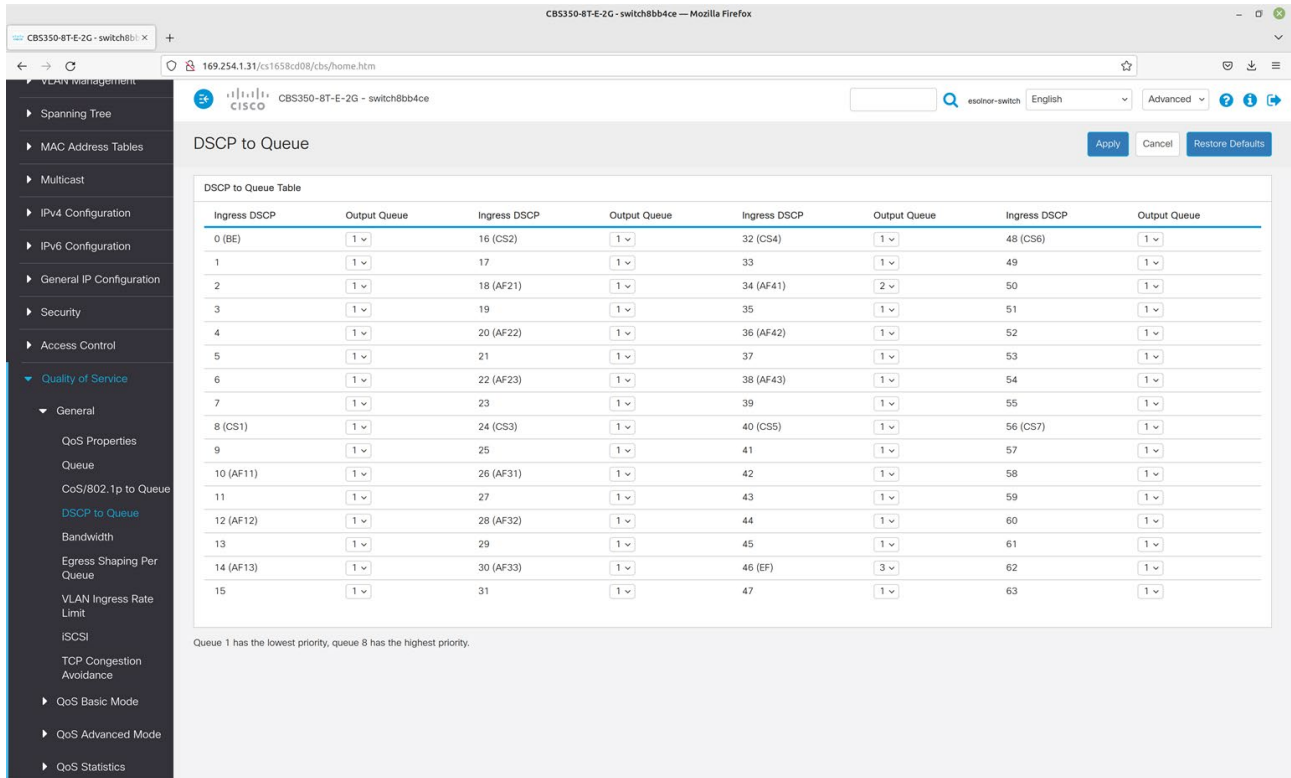 CBS350-8T-E-2G - switch8bb4ce — Mozilla Firefox
CBS350-8T-E-2G - switch8bb
169.254.1.31/cs1658cd08/cbs/home.htm
VLAN Management
Spanning Tree
MAC Address Tables
Multicast
IPv4 Configuration
IPv6 Configuration
General IP Configuration
Security
Access Control
Quality of Service
General
QoS Properties
Queue
CoS/802.1p to Queue
DSCP to Queue
Bandwidth
Egress Shaping Per
Queue
VLAN Ingress Rate
Limit
iSCSI
TCP Congestion
Avoidance
QoS Basic Mode
QoS Advanced Mode
QoS Statistics
CISCO CBS350-8T-E-2G - switch8bb4ce esolnor-switch English Advanced
DSCP to Queue Apply Cancel Restore Defaults
DSCP to Queue Table
Ingress DSCP Output Queue Ingress DSCP Output Queue Ingress DSCP Output Queue Ingress DSCP Output Queue
0 (BE) 1 16 (CS2) 1 32 (CS4) 1 48 (CS6) 1
1 1 17 1 33 1 49 1
2 1 18 (AF21) 1 34 (AF41) 2 50 1
3 1 19 1 35 1 51 1
4 1 20 (AF22) 1 36 (AF42) 1 52 1
5 1 21 1 37 1 53 1
6 1 22 (AF23) 1 38 (AF43) 1 54 1
7 1 23 1 39 1 55 1
8 (CS1) 1 24 (CS3) 1 40 (CS5) 1 56 (CS7) 1
9 1 25 1 41 1 57 1
10 (AF11) 1 26 (AF31) 1 42 1 58 1
11 1 27 1 43 1 59 1
12 (AF12) 1 28 (AF32) 1 44 1 60 1
13 1 29 1 45 1 61 1
14 (AF13) 1 30 (AF33) 1 46 (EF) 3 62 1
15 1 31 1 47 1 63 1
Queue 1 has the lowest priority, queue 8 has the highest priority.